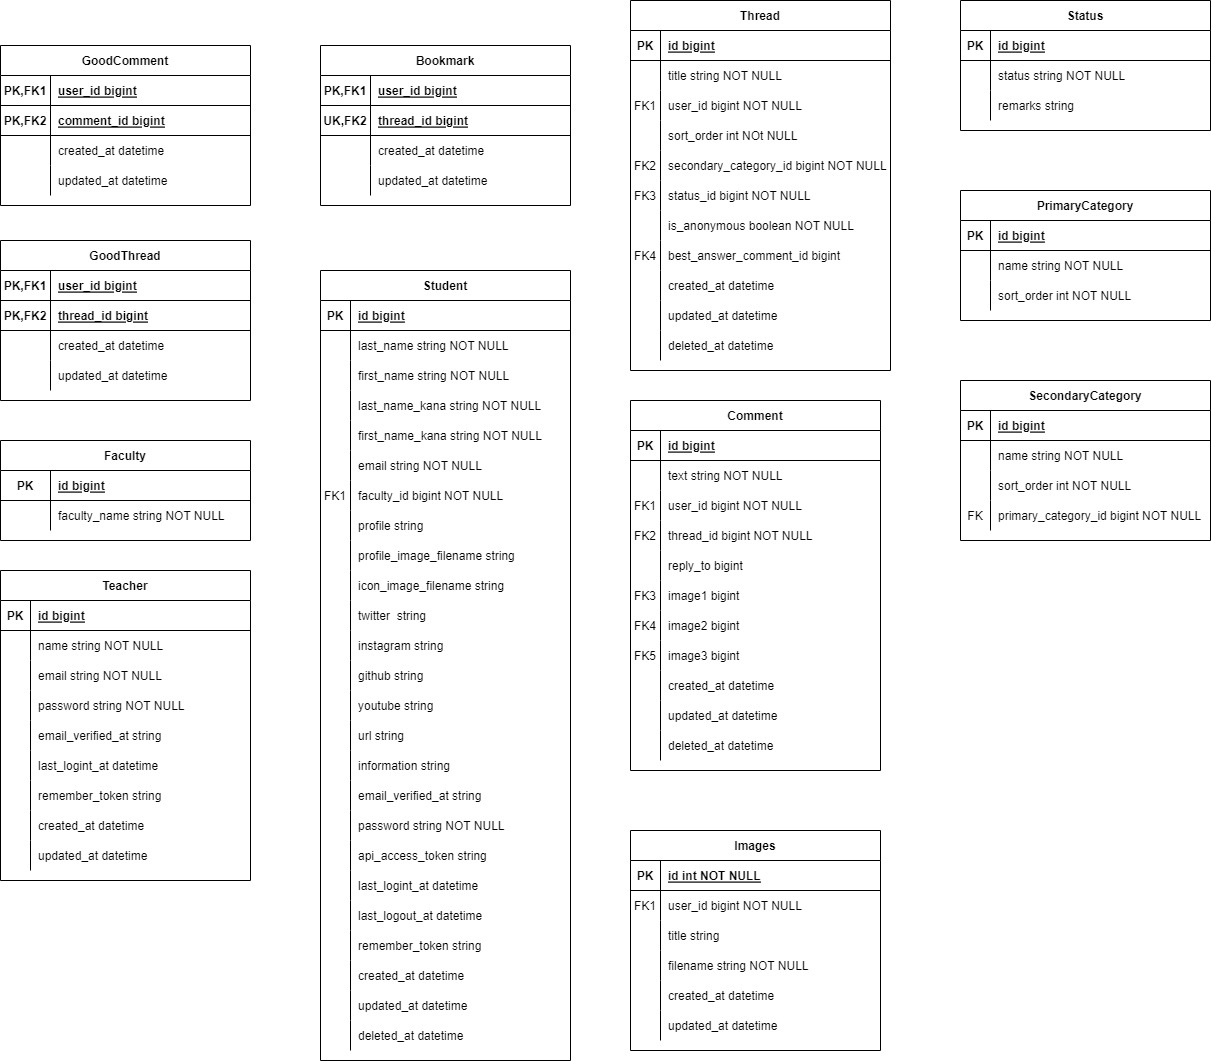 GoodComment
PK,FK1 user_id bigint
PK,FK2 comment_id bigint
created_at datetime
updated_at datetime
GoodThread
PK,FK1 user_id bigint
PK,FK2 thread_id bigint
created_at datetime
updated_at datetime
Faculty
PK id bigint
faculty_name string NOT NULL
Teacher
PK id bigint
name string NOT NULL
email string NOT NULL
password string NOT NULL
email_verified_at string
last_logint_at datetime
remember_token string
created_at datetime
updated_at datetime
Bookmark
PK,FK1 user_id bigint
UK,FK2 thread_id bigint
created_at datetime
updated_at datetime
Student
PK id bigint
last_name string NOT NULL
first_name string NOT NULL
last_name_kana string NOT NULL
first_name_kana string NOT NULL
email string NOT NULL
FK1 faculty_id bigint NOT NULL
profile string
profile_image_filename string
icon_image_filename string
twitter string
instagram string
github string
youtube string
url string
information string
email_verified_at string
password string NOT NULL
api_access_token string
last_logint_at datetime
last_logout_at datetime
remember_token string
created_at datetime
updated_at datetime
deleted_at datetime
Thread
PK id bigint
title string NOT NULL
FK1 user_id bigint NOT NULL
sort_order int NOt NULL
FK2 secondary_category_id bigint NOT NULL
FK3 status_id bigint NOT NULL
is_anonymous boolean NOT NULL
FK4 best_answer_comment_id bigint
created_at datetime
updated_at datetime
deleted_at datetime
Comment
PK id bigint
text string NOT NULL
FK1 user_id bigint NOT NULL
FK2 thread_id bigint NOT NULL
reply_to bigint
FK3 image1 bigint
FK4 image2 bigint
FK5 image3 bigint
created_at datetime
updated_at datetime
deleted_at datetime
Images
PK id int NOT NULL
FK1 user_id bigint NOT NULL
title string
filename string NOT NULL
created_at datetime
updated_at datetime
Status
PK id bigint
status string NOT NULL
remarks string
PrimaryCategory
PK id bigint
name string NOT NULL
sort_order int NOT NULL
SecondaryCategory
PK id bigint
name string NOT NULL
sort_order int NOT NULL
FK primary_category_id bigint NOT NULL